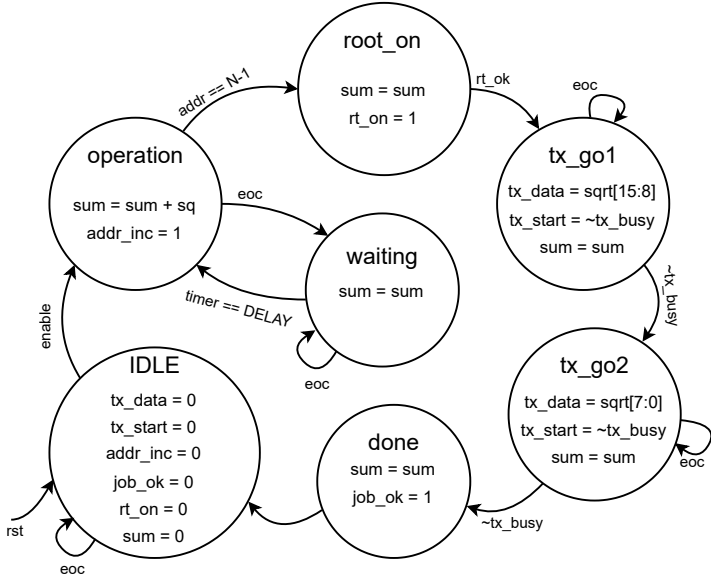 root_on
sum = sum
rt_on = 1
addr == N-1
rt_ok
eoc
tx_go1
tx_data = sqrt[15:8]
tx_start = ~tx_busy
sum = sum
operation
sum = sum + sq
addr_inc = 1
eoc
waiting
sum = sum
timer == DELAY
eoc
~tx_busy
enable
IDLE
tx_data = 0
tx_start = 0
addr_inc = 0
job_ok = 0
rt_on = 0
sum = 0
rst
eoc
tx_go2
tx_data = sqrt[7:0]
tx_start = ~tx_busy
sum = sum
eoc
~tx_busy
done
sum = sum
job_ok = 1